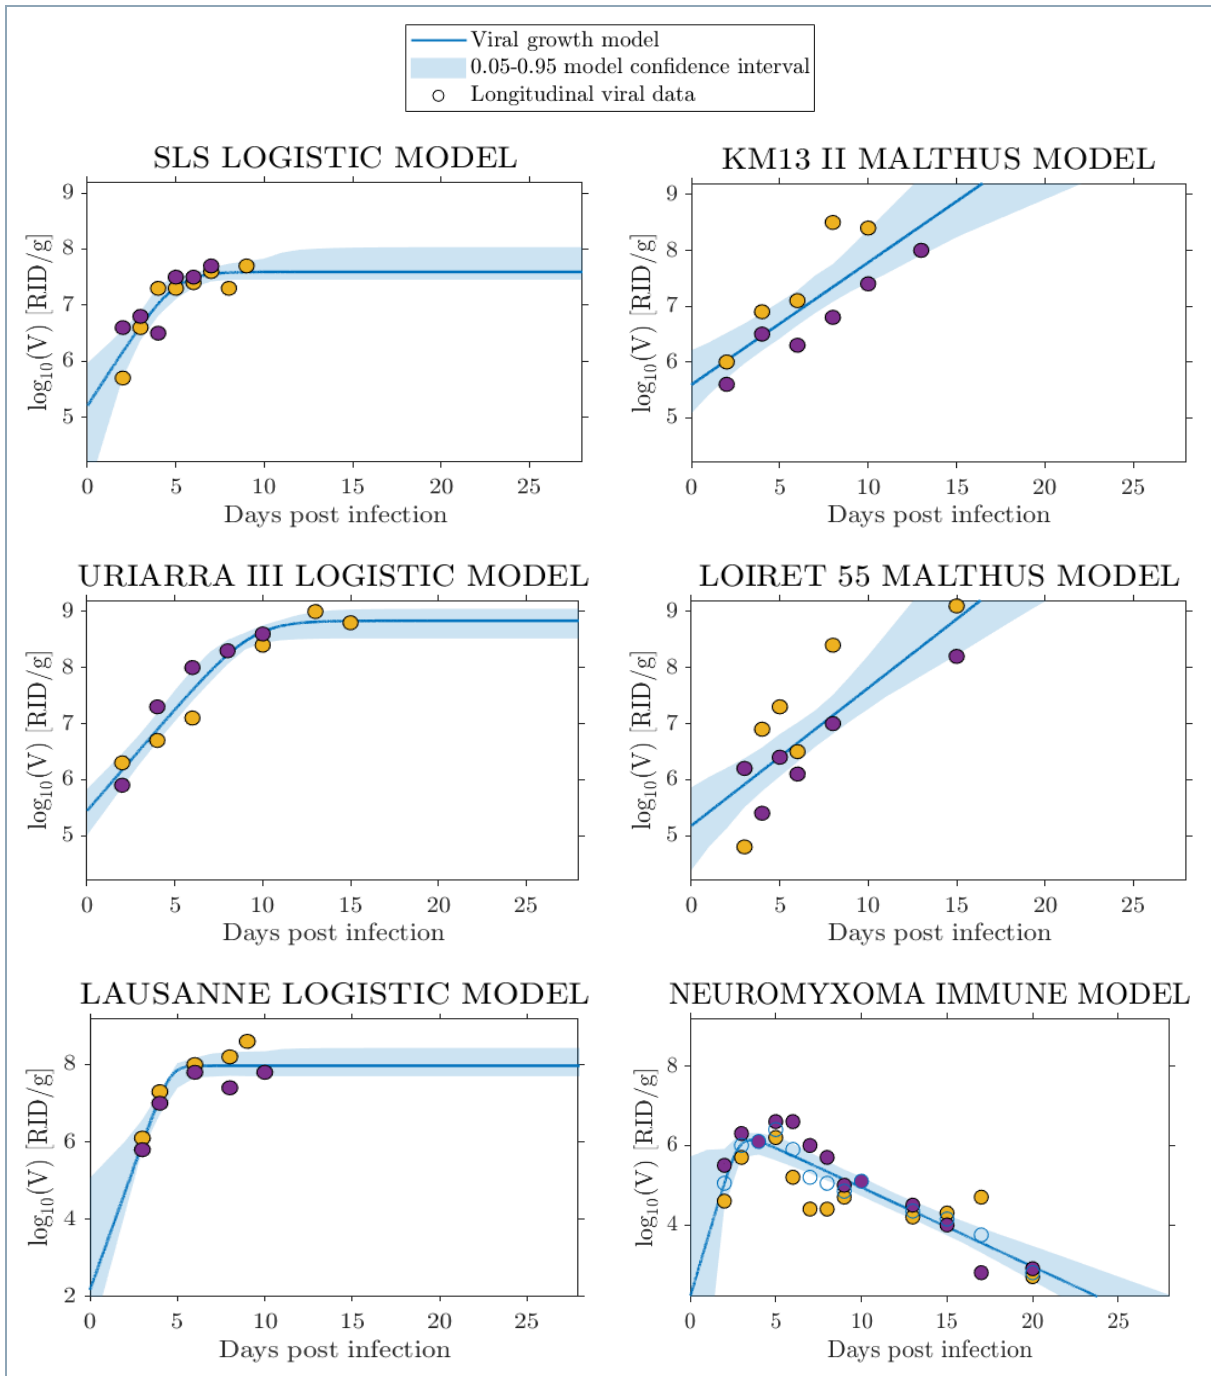 Viral growth model
0.05-0.95 model confidence interval
Longitudinal viral data
SLS LOGISTIC MODEL
log₁₀(V) [RID/g]
9
8
7
6
5
0 5 10 15 20 25
Days post infection
KM13 II MALTHUS MODEL
log₁₀(V) [RID/g]
9
8
7
6
5
0 5 10 15 20 25
Days post infection
URIARRA III LOGISTIC MODEL
log₁₀(V) [RID/g]
9
8
7
6
5
0 5 10 15 20 25
Days post infection
LOIRET 55 MALTHUS MODEL
log₁₀(V) [RID/g]
9
8
7
6
5
0 5 10 15 20 25
Days post infection
LAUSANNE LOGISTIC MODEL
log₁₀(V) [RID/g]
8
6
4
2
0 5 10 15 20 25
Days post infection
NEUROMYXOMA IMMUNE MODEL
log₁₀(V) [RID/g]
8
6
4
0 5 10 15 20 25
Days post infection